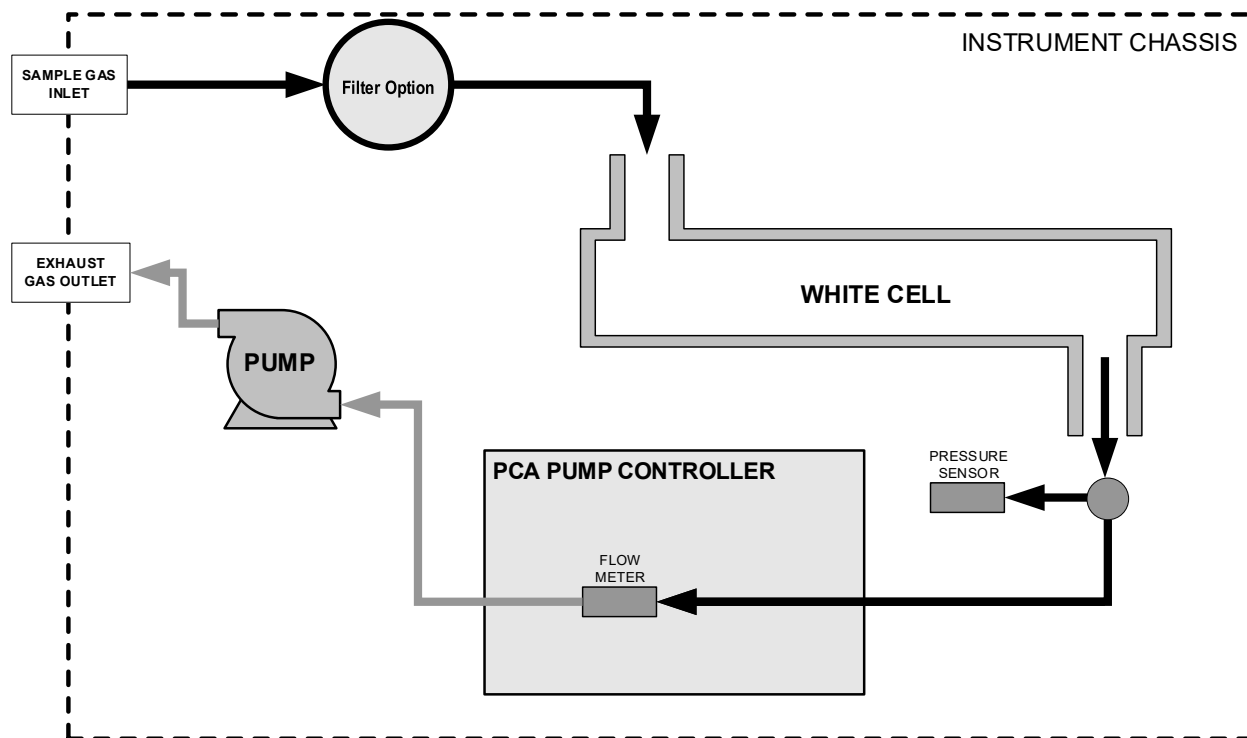 INSTRUMENT CHASSIS
SAMPLE GAS
INLET
Filter Option
EXHAUST
GAS OUTLET
WHITE CELL
PUMP
PRESSURE
SENSOR
PCA PUMP CONTROLLER
FLOW
METER